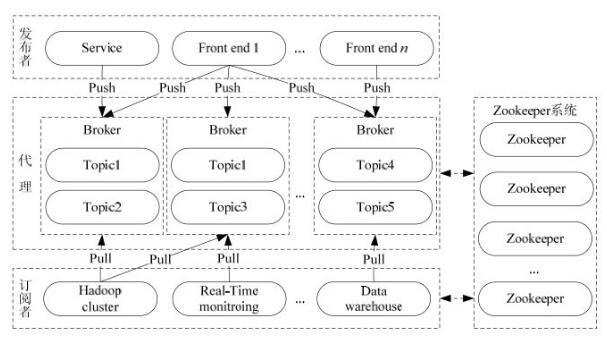 发布者
Service
Front end 1
...
Front end n
Push
Push
Push
Push
Push
代理
Broker
Broker
Broker
Topic1
Topic1
Topic4
Topic2
Topic3
...
Topic5
Pull
Pull
Pull
Pull
订阅者
Hadoop
cluster
Real-Time
monitroing
...
Data
warehouse
Zookeeper系统
Zookeeper
Zookeeper
Zookeeper
...
Zookeeper